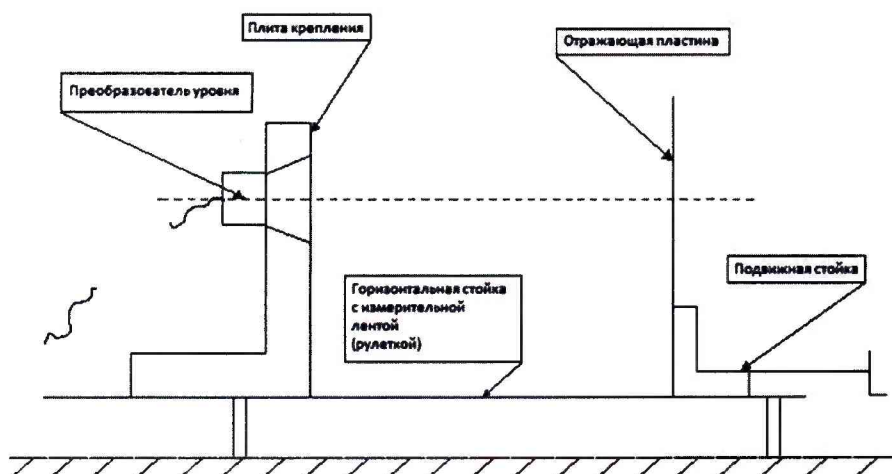 Плита крепления
Отражающая пластина
Преобразователь уровня
Подвижная стойка
Горизонтальная стойка
с измерительной
лентой
(рулеткой)